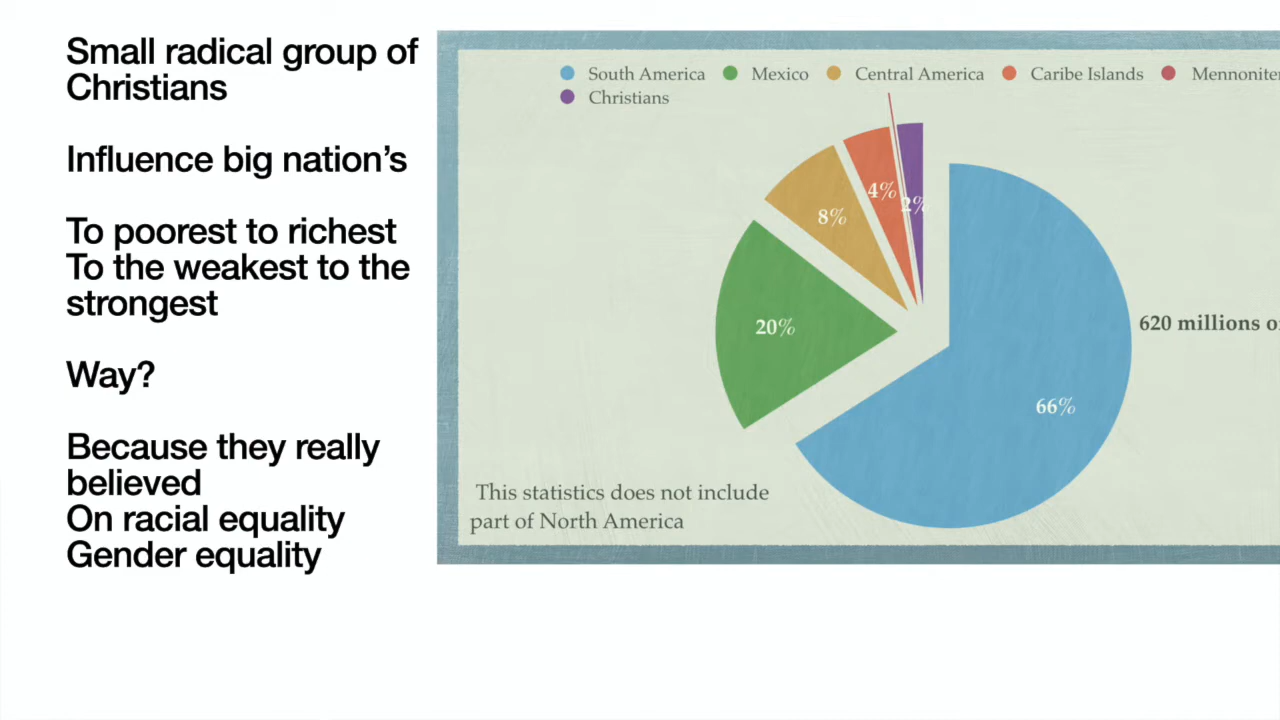 Small radical group of
Christians
Influence big nation's
To poorest to richest
To the weakest to the
strongest
Way?
Because they really
believed
On racial equality
Gender equality
South America Mexico Central America Caribe Islands
Christians
4%
2%
8%
20%
620 millions
66%
This statistics does not include
part of North America